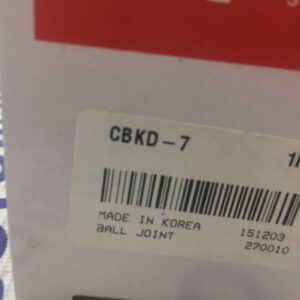 CBKD-7
MADE IN KOREA 151203
BALL JOINT 270010